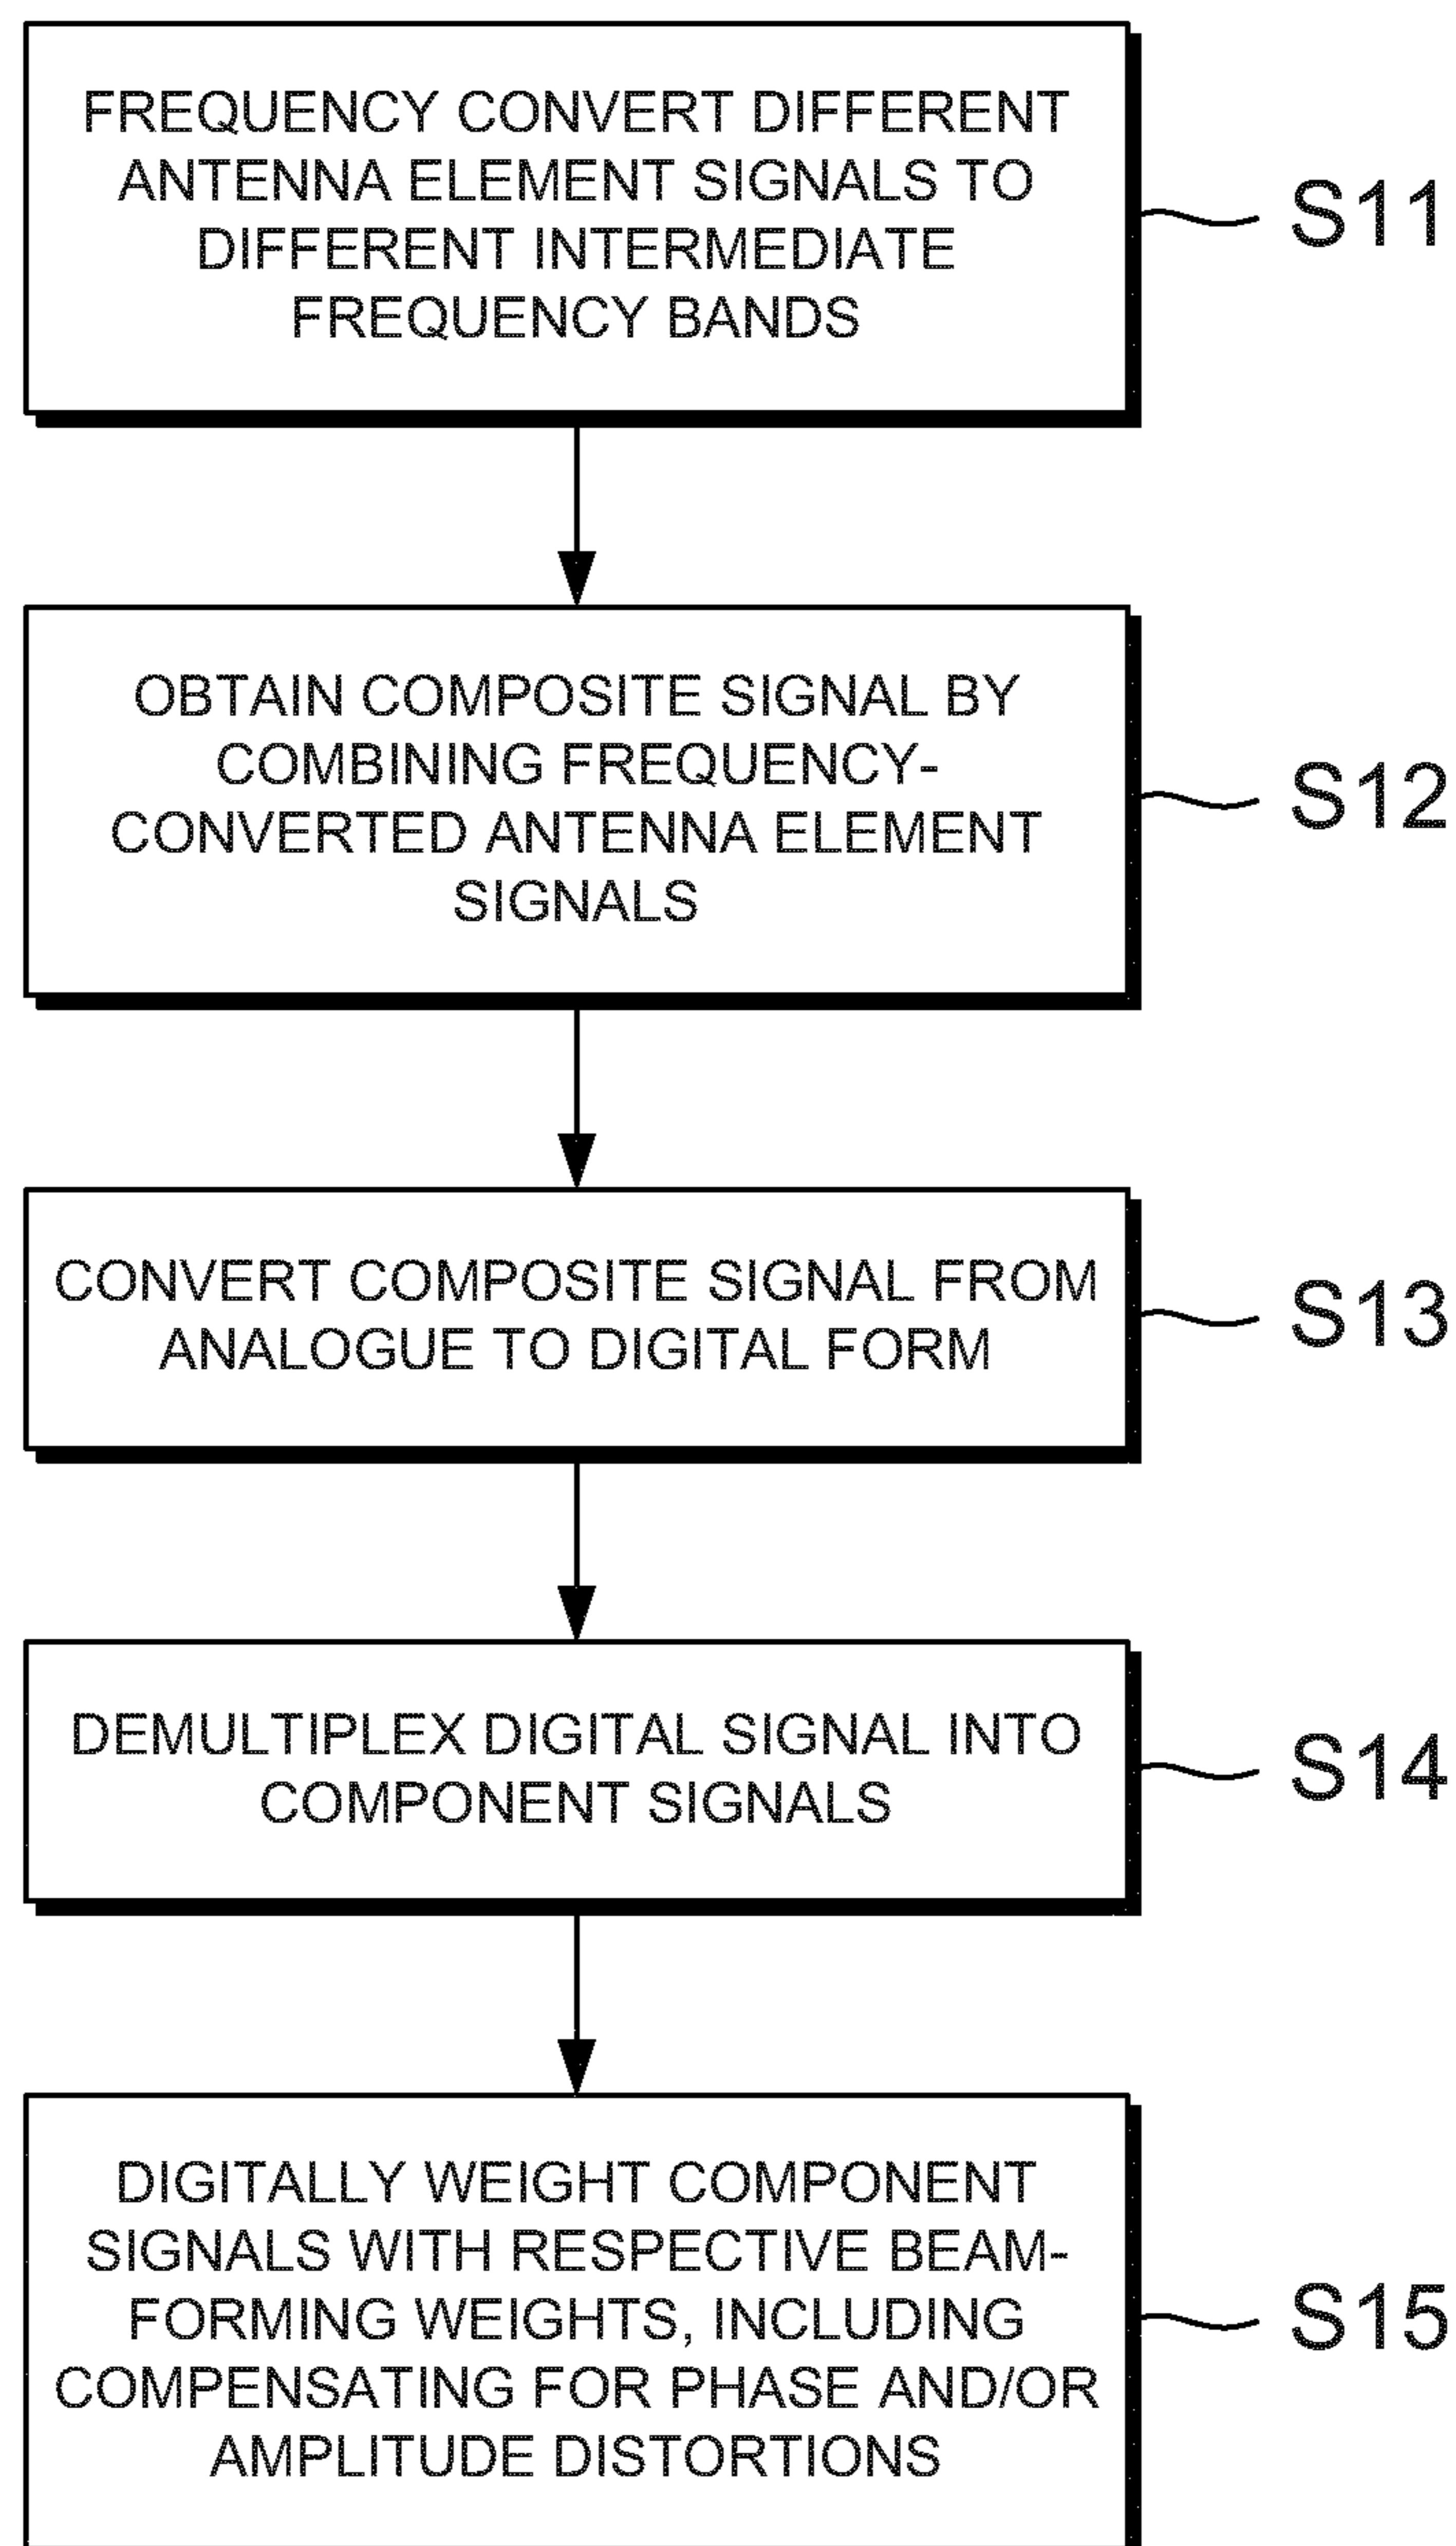 FREQUENCY CONVERT DIFFERENT
ANTENNA ELEMENT SIGNALS TO
DIFFERENT INTERMEDIATE
FREQUENCY BANDS
S11
OBTAIN COMPOSITE SIGNAL BY
COMBINING FREQUENCY-
CONVERTED ANTENNA ELEMENT
SIGNALS
S12
CONVERT COMPOSITE SIGNAL FROM
ANALOGUE TO DIGITAL FORM
S13
DEMULTIPLEX DIGITAL SIGNAL INTO
COMPONENT SIGNALS
S14
DIGITALLY WEIGHT COMPONENT
SIGNALS WITH RESPECTIVE BEAM-
FORMING WEIGHTS, INCLUDING
COMPENSATING FOR PHASE AND/OR
AMPLITUDE DISTORTIONS
S15